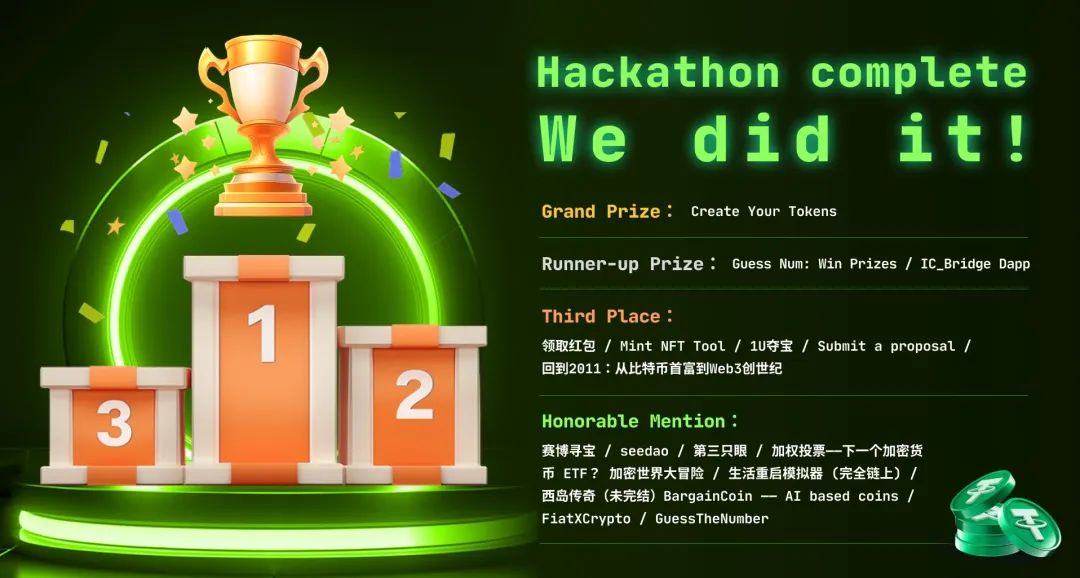 Hackathon complete
We did it!
Grand Prize： Create Your Tokens
Runner-up Prize： Guess Num: Win Prizes / IC_Bridge Dapp
Third Place：
领取红包 / Mint NFT Tool / 1U夺宝 / Submit a proposal /
回到2011：从比特币首富到Web3创世纪
Honorable Mention：
赛博寻宝 / seedao / 第三只眼 / 加权投票——下一个加密货
币 ETF？ 加密世界大冒险 / 生活重启模拟器 (完全链上) /
西岛传奇（未完结）BargainCoin —— AI based coins /
FiatXCrypto / GuessTheNumber
1
2
3